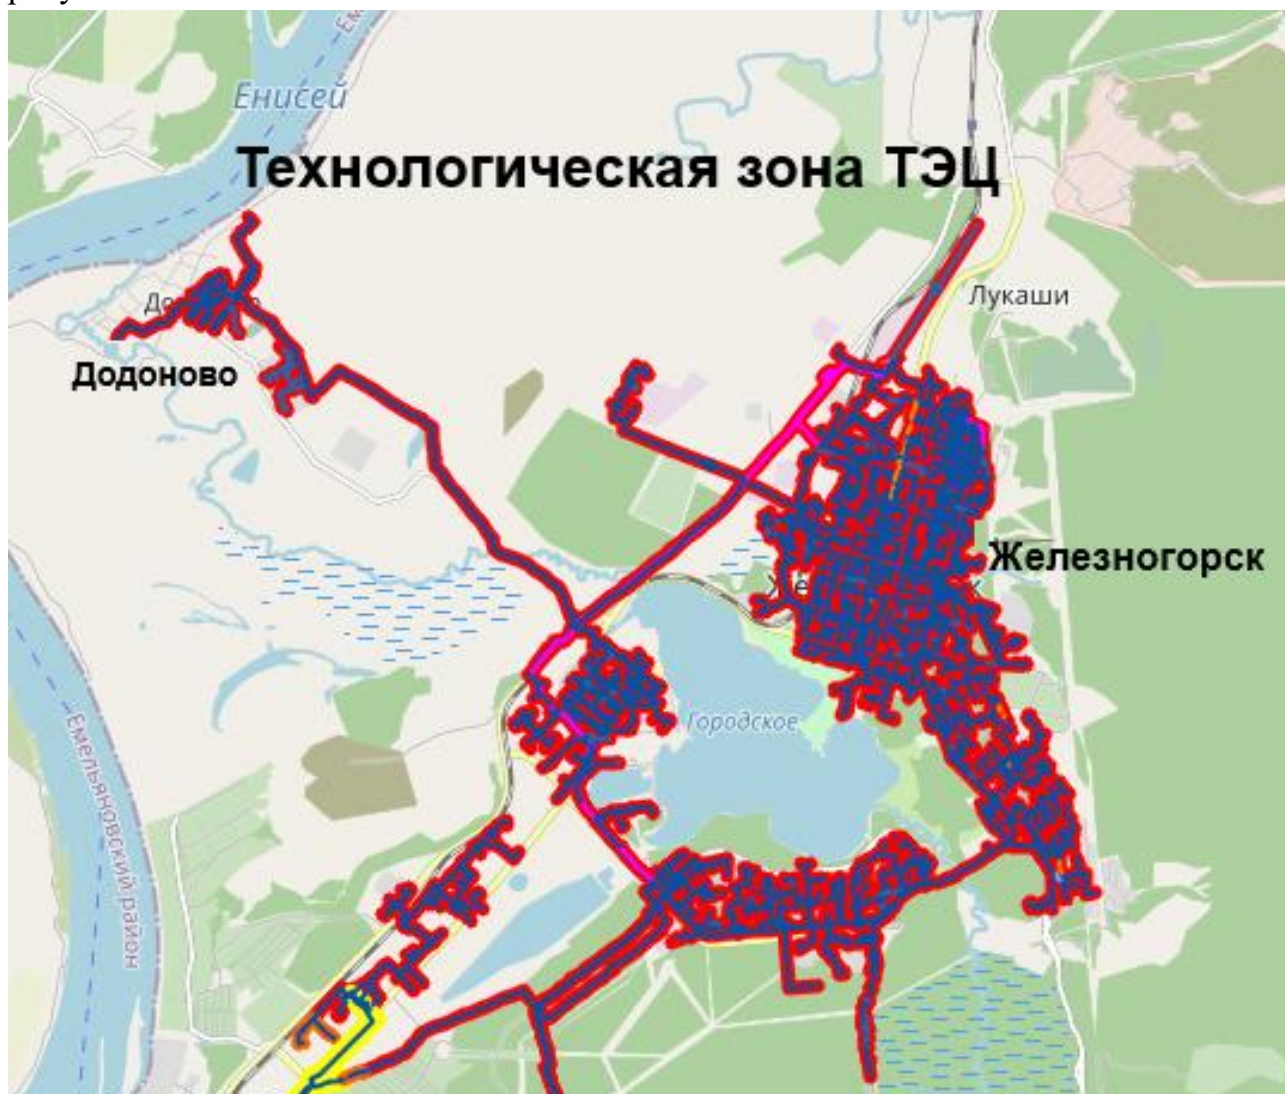 Енисей
Технологическая зона ТЭЦ
Лукаши
Додоново
Железногорск
Городское
Емельяновский район